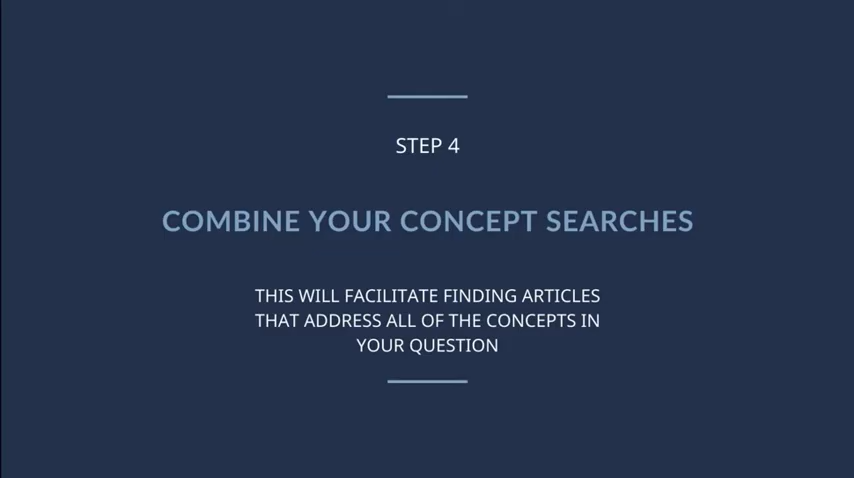 STEP 4
COMBINE YOUR CONCEPT SEARCHES
THIS WILL FACILITATE FINDING ARTICLES
THAT ADDRESS ALL OF THE CONCEPTS IN
YOUR QUESTION